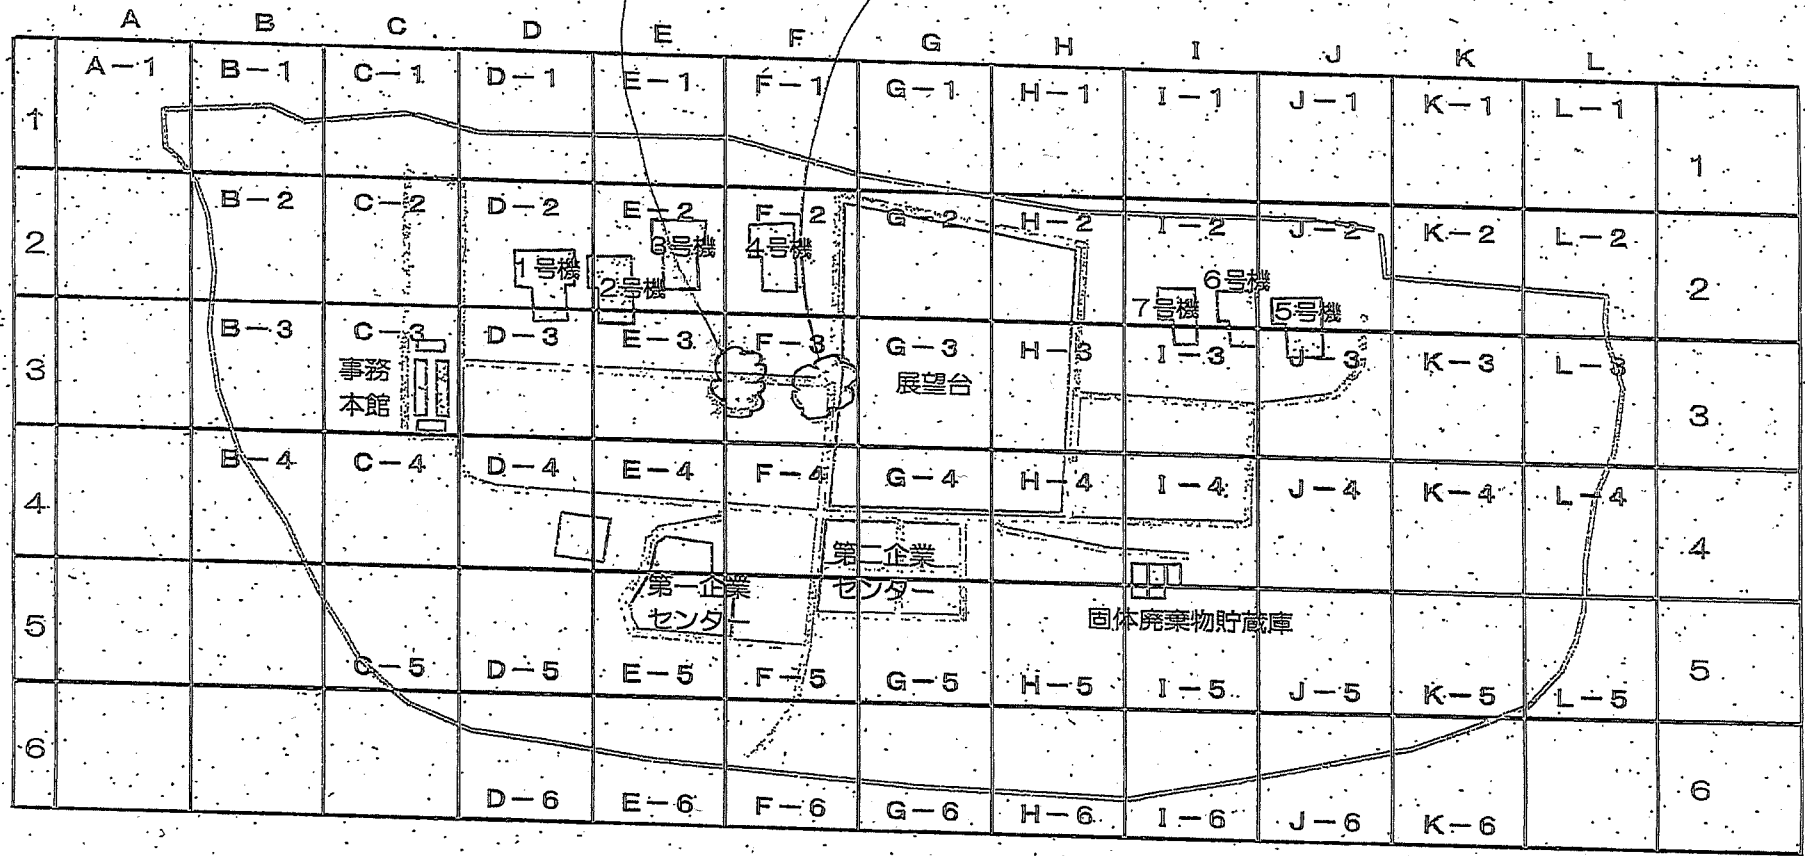 A B C D E F G H I J K L
A-1 B-1 C-1 D-1 E-1 F-1 G-1 H-1 I-1 J-1 K-1 L-1
1 1
B-2 C-2 D-2 E-2 F-2 G-2 H-2 I-2 J-2 K-2 L-2
2 2
1号機 2号機 3号機 4号機 7号機 6号機 5号機
B-3 C-3 D-3 E-3 F-3 G-3 H-3 I-3 J-3 K-3 L-3
3 3
事務
本館
展望台
B-4 C-4 D-4 E-4 F-4 G-4 H-4 I-4 J-4 K-4 L-4
4 4
第一企業
センター
第二企業
センター
固体廃棄物貯蔵庫
5 5
C-5 D-5 E-5 F-5 G-5 H-5 I-5 J-5 K-5 L-5
6 6
D-6 E-6 F-6 G-6 H-6 I-6 J-6 K-6